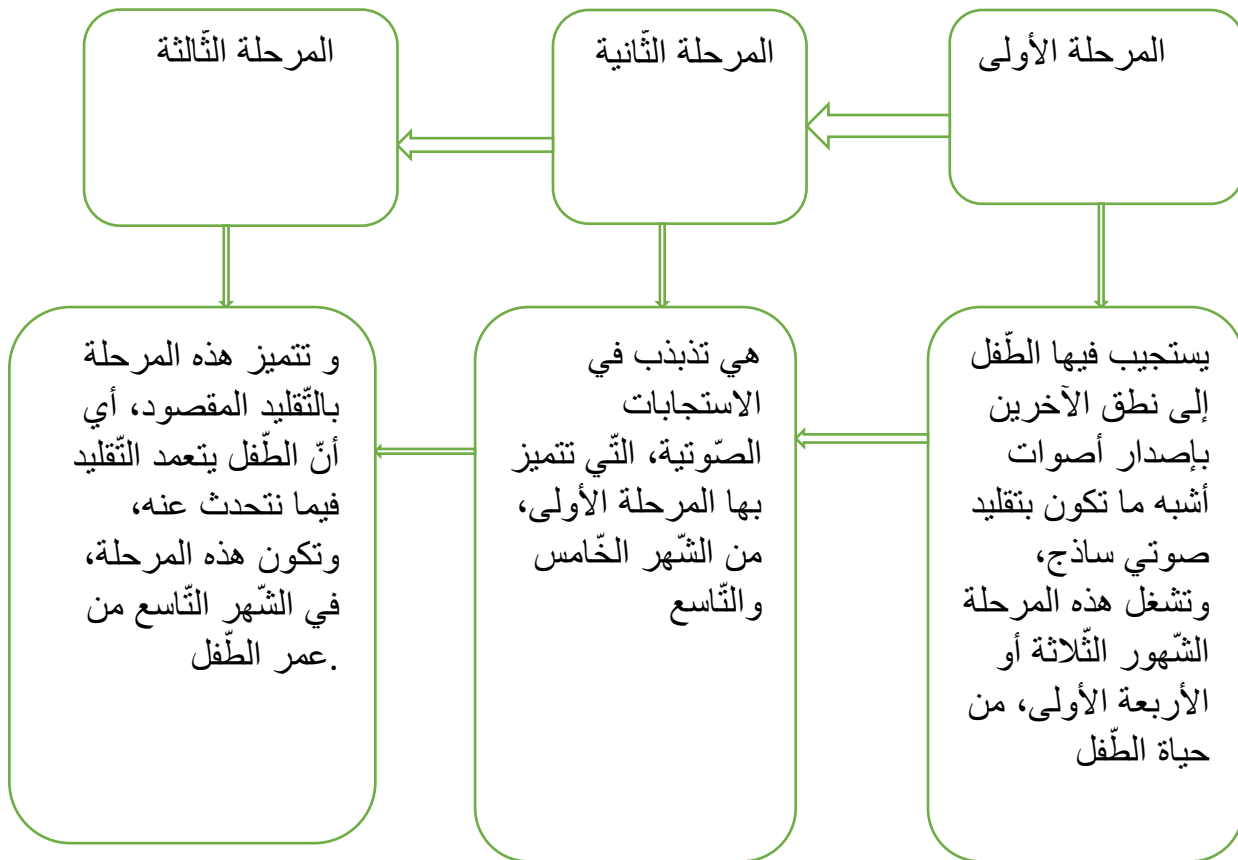 المرحلة الأولى
المرحلة الثّانية
المرحلة الثّالثة
يستجيب فيها الطّفل
إلى نطق الآخرين
بإصدار أصوات
أشبه ما تكون بتقليد
صوتي ساذج،
وتشغل هذه المرحلة
الشّهور الثّلاثة أو
الأربعة الأولى، من
حياة الطّفل
هي تذبذب في
الاستجابات
الصّوتية، التّي تتميز
بها المرحلة الأولى،
من الشّهر الخّامس
والتّاسع
و تتميز هذه المرحلة
بالتّقليد المقصود، أي
أنّ الطّفل يتعمد التّقليد
فيما نتحدث عنه،
وتكون هذه المرحلة،
في الشّهر التّاسع من
.عمر الطّفل